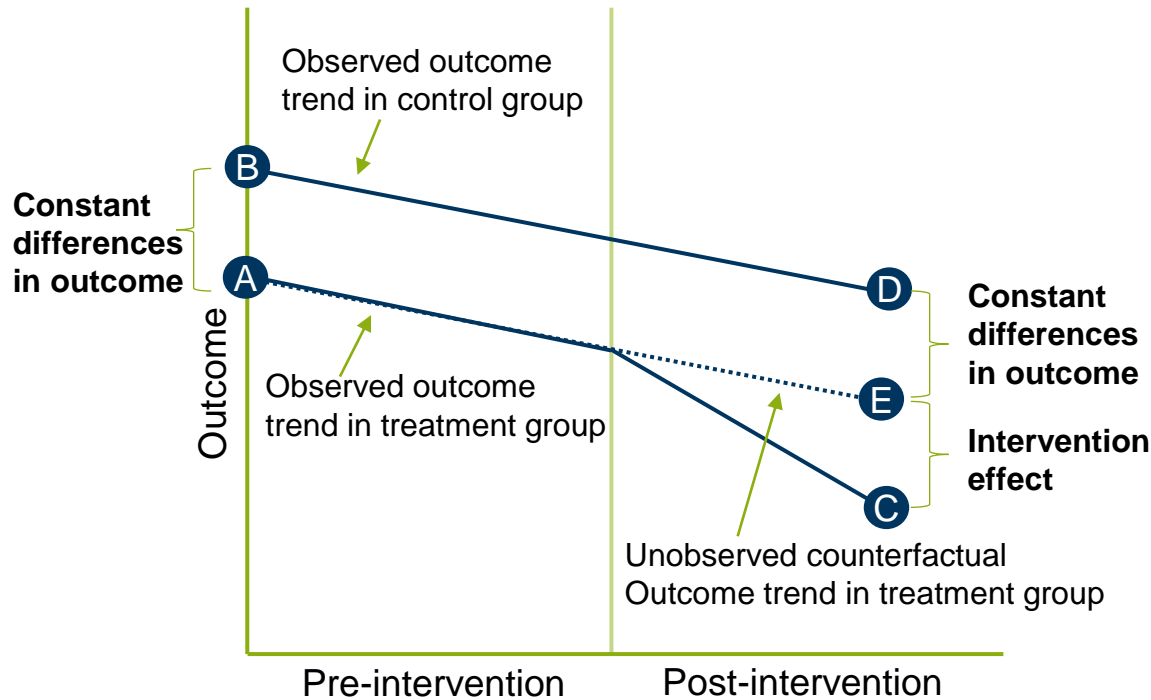 Observed outcome
trend in control group
B
Constant
differences
in outcome
A
D
Constant
differences
in outcome
Outcome
Observed outcome
trend in treatment group
E
Intervention
effect
C
Unobserved counterfactual
Outcome trend in treatment group
Pre-intervention
Post-intervention